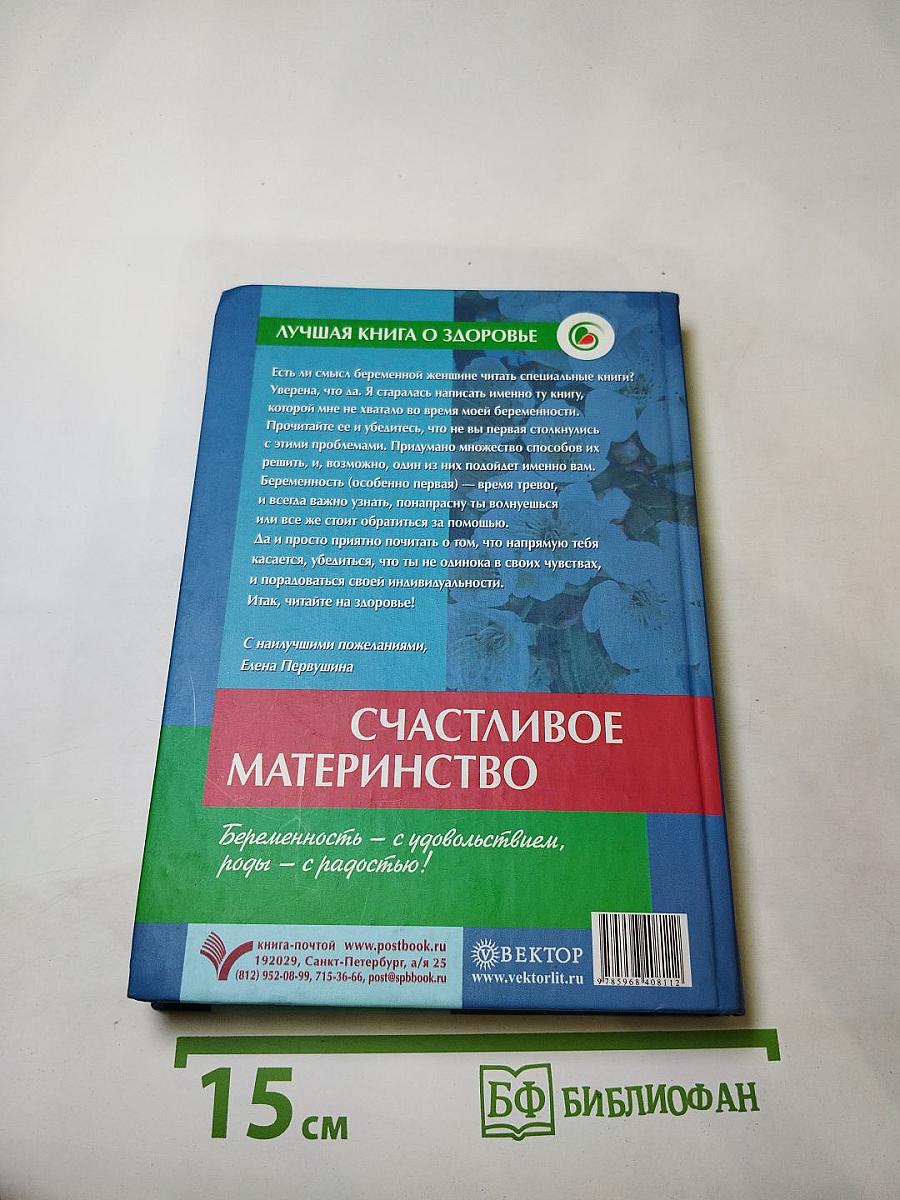 ЛУЧШАЯ КНИГА О ЗДОРОВЬЕ
Есть ли смысл беременной женщине читать специальные книги?
Уверена, что да. Я старалась написать именно ту книгу,
которой мне не хватало во время моей беременности.
Прочитайте ее и убедитесь, что не вы первая столкнулись
с этими проблемами. Придумано множество способов их
решить, и, возможно, один из них подойдет именно вам.
Беременность (особенно первая) — время тревог,
и всегда важно узнать, понапрасну ты волнуешься
или все же стоит обратиться за помощью.
Да и просто приятно почитать о том, что напрямую тебя
касается, убедиться, что ты не одинока в своих чувствах,
и порадоваться своей индивидуальности.
Итак, читайте на здоровье!
С наилучшими пожеланиями,
Елена Первушина
СЧАСТЛИВОЕ
МАТЕРИНСТВО
Беременность — с удовольствием,
роды — с радостью!
книга-почтой www.postbook.ru
192029, Санкт-Петербург, а/я 25
(812) 952-08-99, 715-36-66, post@spbbook.ru
ВЕКТОР
www.vektorlit.ru
9 785968 408112
15 см
БФ БИБЛИОФАН